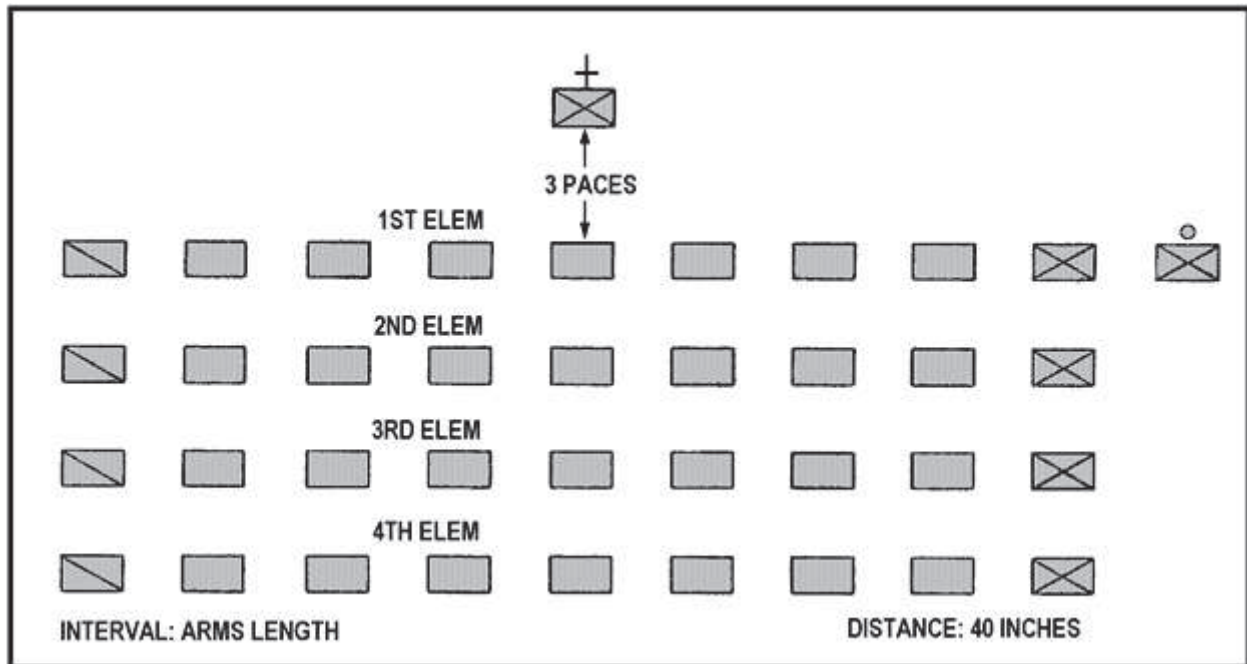 3 PACES
1ST ELEM
2ND ELEM
3RD ELEM
4TH ELEM
INTERVAL: ARMS LENGTH
DISTANCE: 40 INCHES